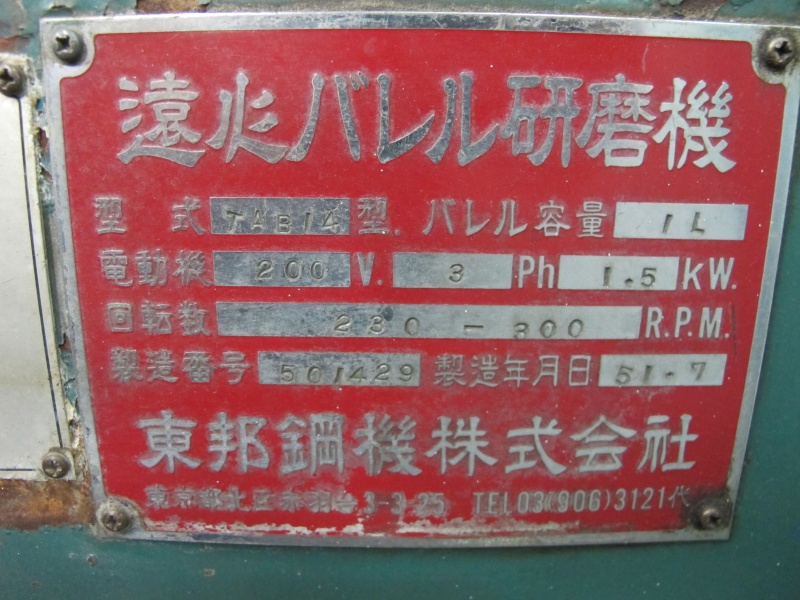 遠心バレル研磨機
型式 TAB14 型. バレル容量 1L
電動機 200 V. 3 Ph 1.5 KW.
回転数 230 - 300 R.P.M.
製造番号 501429 製造年月日 51.7
東邦鋼機株式会社
東京都北区赤羽台3-3-25 TEL03(906)3121代